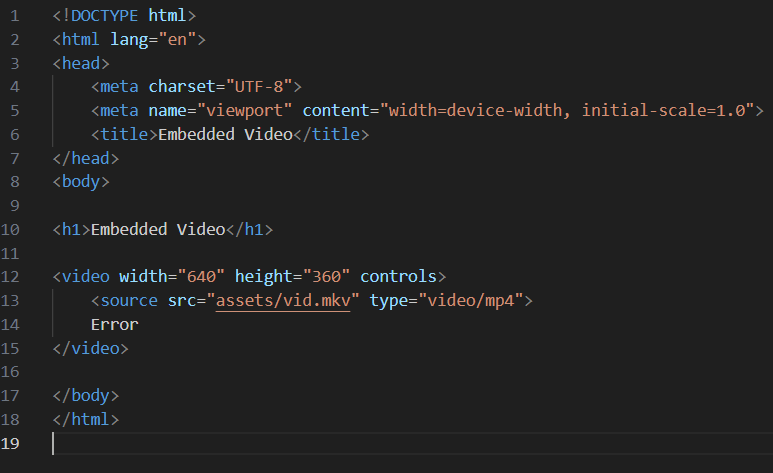 1 <!DOCTYPE html>
2 <html lang="en">
3 <head>
4     <meta charset="UTF-8">
5     <meta name="viewport" content="width=device-width, initial-scale=1.0">
6     <title>Embedded Video</title>
7 </head>
8 <body>
9
10 <h1>Embedded Video</h1>
11
12 <video width="640" height="360" controls>
13     <source src="assets/vid.mkv" type="video/mp4">
14     Error
15 </video>
16
17 </body>
18 </html>
19